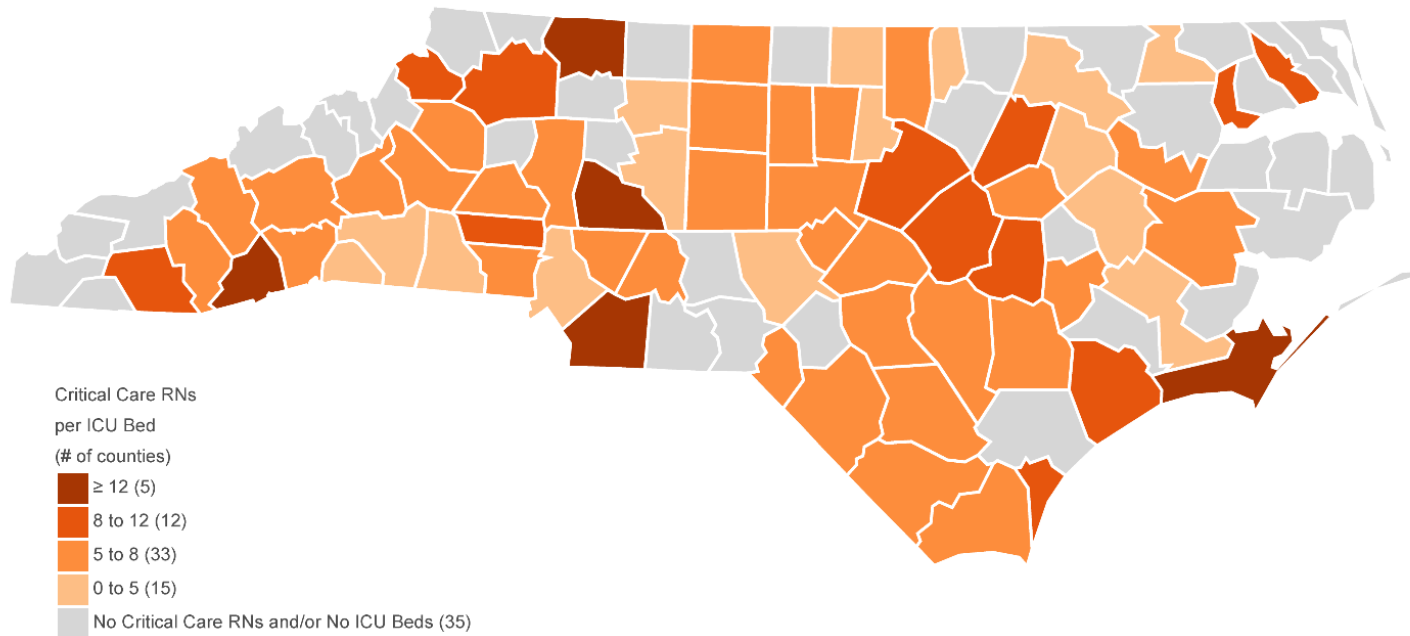 Critical Care RNs
per ICU Bed
(# of counties)
≥ 12 (5)
8 to 12 (12)
5 to 8 (33)
0 to 5 (15)
No Critical Care RNs and/or No ICU Beds (35)